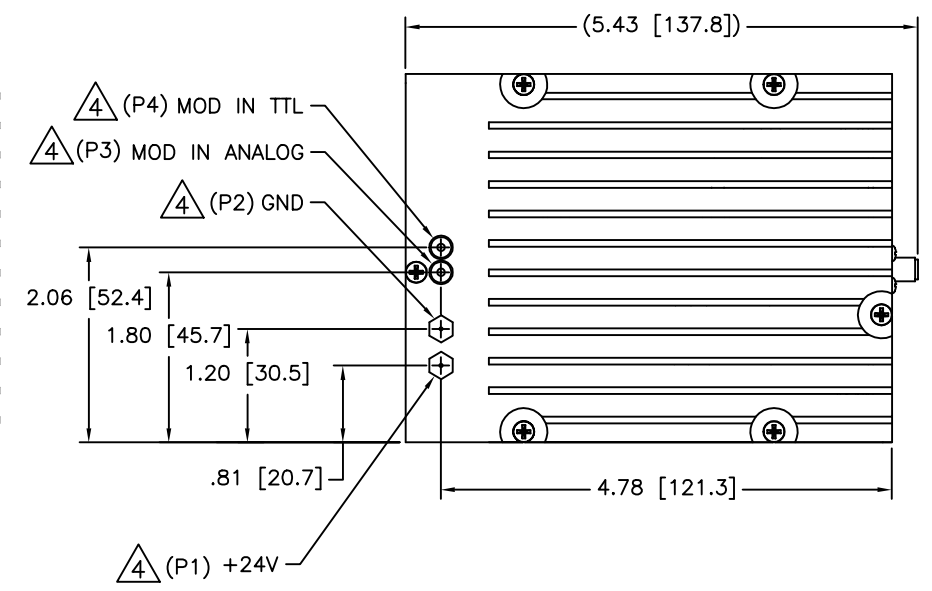 (5.43 [137.8])
4 (P4) MOD IN TTL
4 (P3) MOD IN ANALOG
4 (P2) GND
2.06 [52.4]
1.80 [45.7]
1.20 [30.5]
.81 [20.7]
4.78 [121.3]
4 (P1) +24V